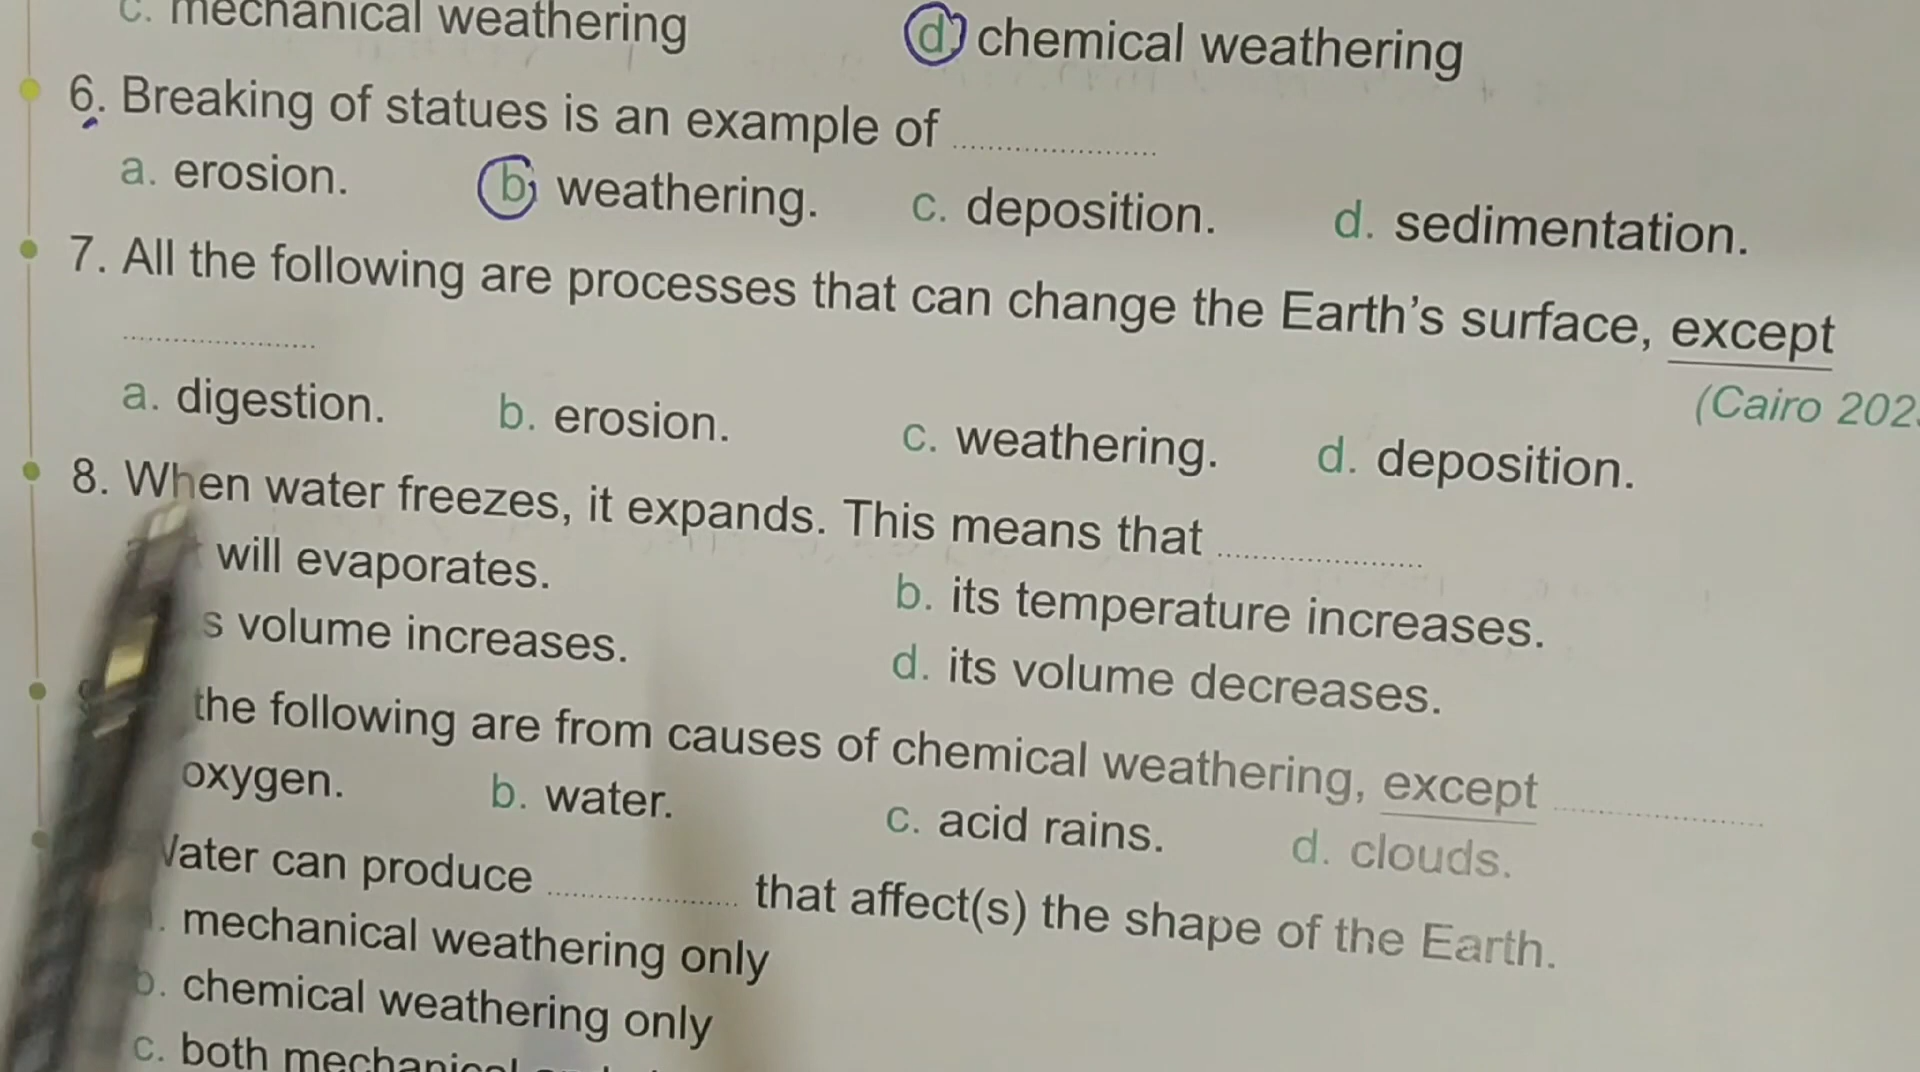 c. mechanical weathering d. chemical weathering
6. Breaking of statues is an example of ....................
a. erosion. b. weathering. c. deposition. d. sedimentation.
7. All the following are processes that can change the Earth's surface, except
....................
(Cairo 202
a. digestion. b. erosion. c. weathering. d. deposition.
8. When water freezes, it expands. This means that ....................
will evaporates. b. its temperature increases.
s volume increases. d. its volume decreases.
the following are from causes of chemical weathering, except ....................
oxygen. b. water. c. acid rains. d. clouds.
ater can produce .................... that affect(s) the shape of the Earth.
mechanical weathering only
b. chemical weathering only
c. both mechanical